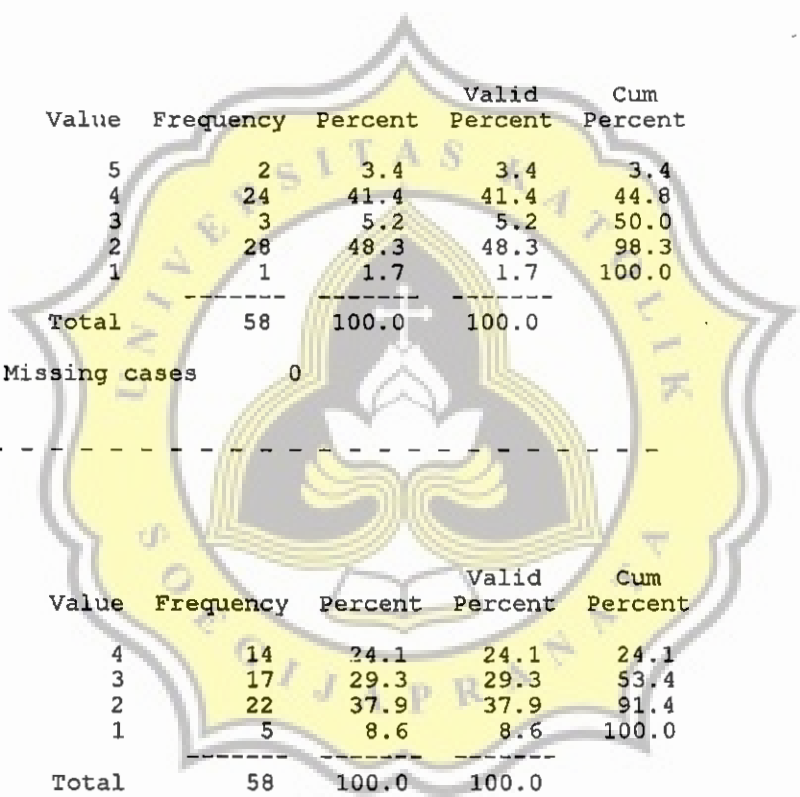 Valid Cum
Value Frequency Percent Percent Percent
5 2 3.4 3.4 3.4
4 24 41.4 41.4 44.8
3 3 5.2 5.2 50.0
2 28 48.3 48.3 98.3
1 1 1.7 1.7 100.0
------- ------- -------
Total 58 100.0 100.0
Missing cases 0
Valid Cum
Value Frequency Percent Percent Percent
4 14 24.1 24.1 24.1
3 17 29.3 29.3 53.4
2 22 37.9 37.9 91.4
1 5 8.6 8.6 100.0
------- ------- -------
Total 58 100.0 100.0
UNIVERSITAS KATOLIK
SOEGIJAPRANATA